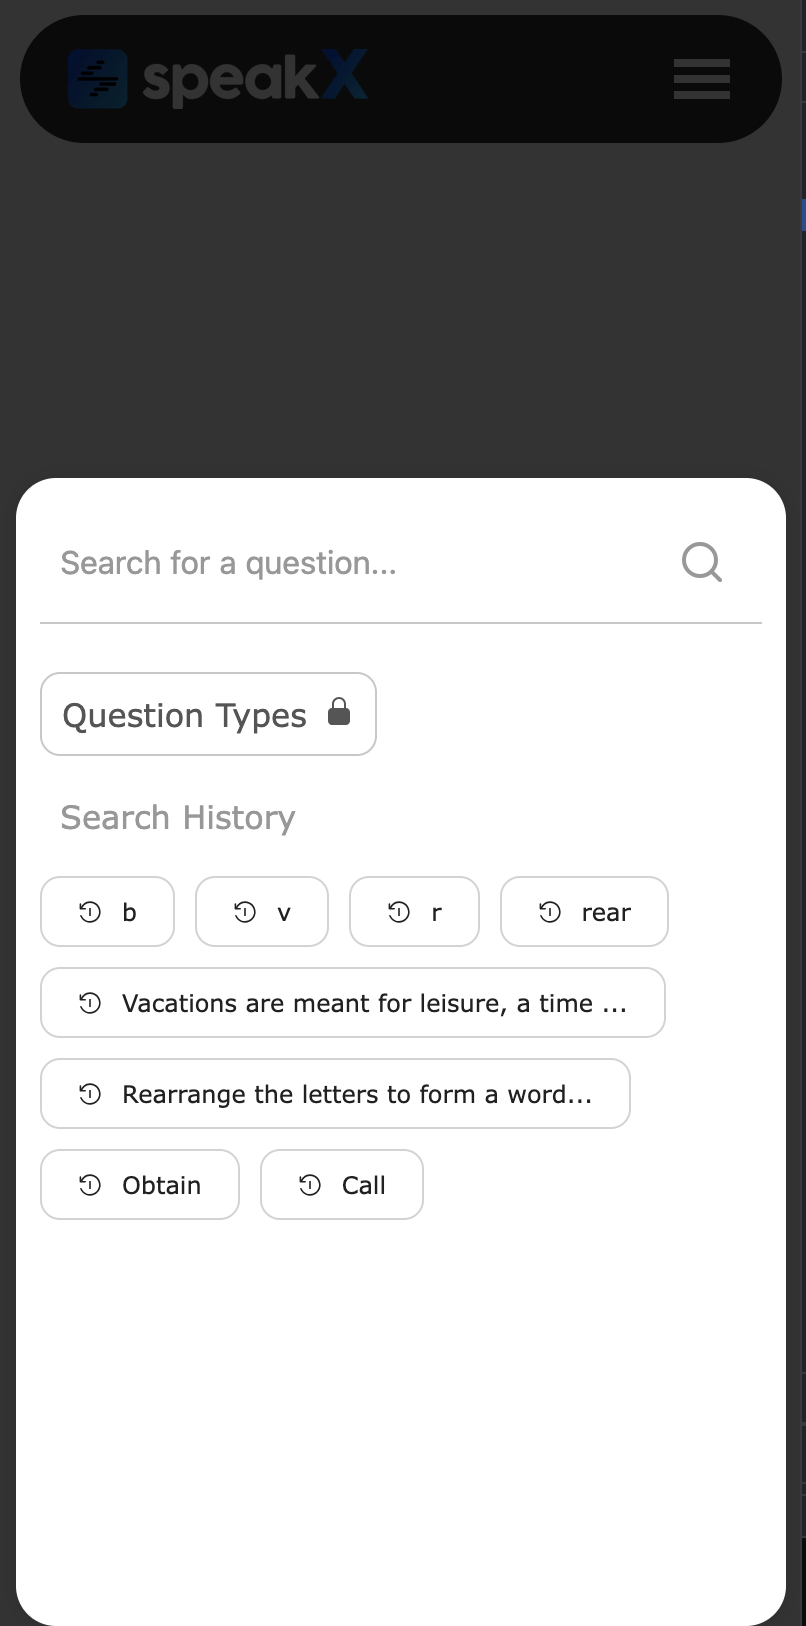 speakX
Search for a question...
Question Types
Search History
b
v
r
rear
Vacations are meant for leisure, a time ...
Rearrange the letters to form a word...
Obtain
Call